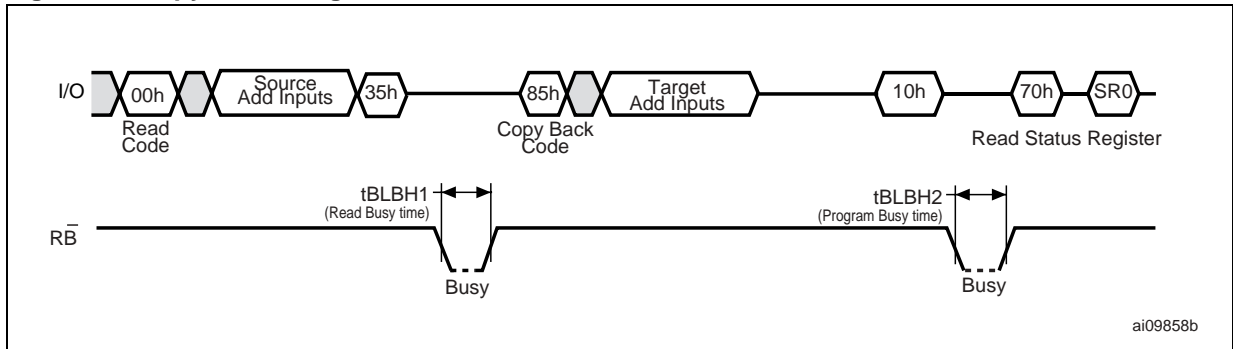 I/O
00h
Source
Add Inputs
35h
85h
Target
Add Inputs
10h
70h
SR0
Read
Code
Copy Back
Code
Read Status Register
tBLBH1
(Read Busy time)
tBLBH2
(Program Busy time)
RB̅
Busy
Busy
ai09858b